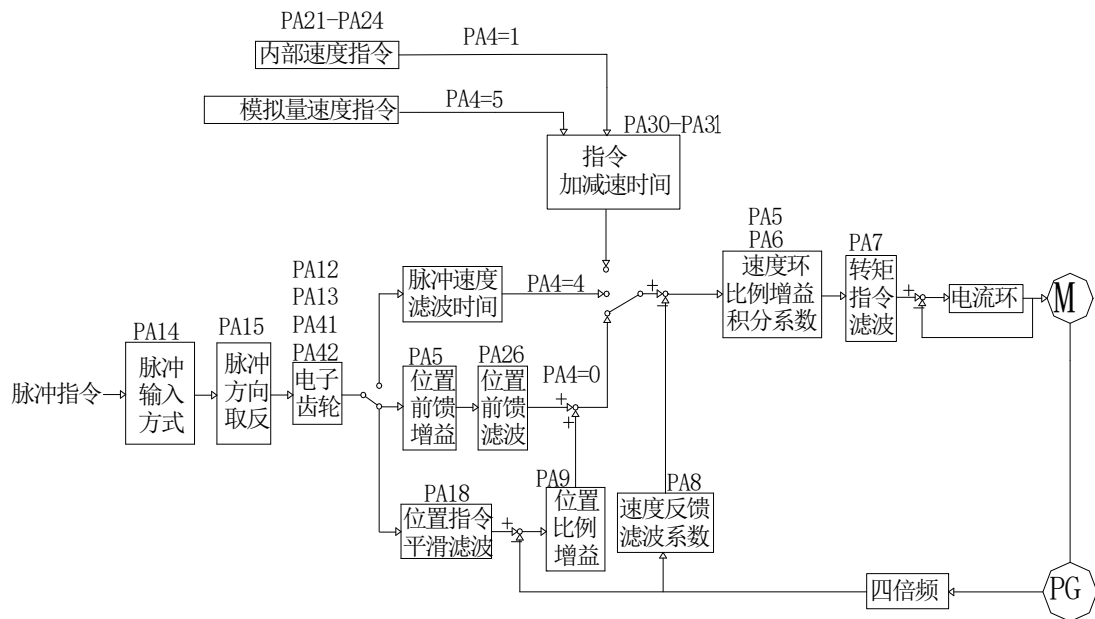 PA21-PA24
内部速度指令
PA4=1
模拟量速度指令
PA4=5
PA30-PA31
指令
加减速时间
PA12
PA13
PA41
PA42
电子
齿轮
脉冲速度
滤波时间
PA4=4
PA5
PA6
速度环
比例增益
积分系数
PA7
转矩
指令
滤波
电流环
M
脉冲指令
PA14
脉冲
输入
方式
PA15
脉冲
方向
取反
PA5
位置
前馈
增益
PA26
位置
前馈
滤波
PA4=0
PA18
位置指令
平滑滤波
PA9
位置
比例
增益
PA8
速度反馈
滤波系数
四倍频
PG